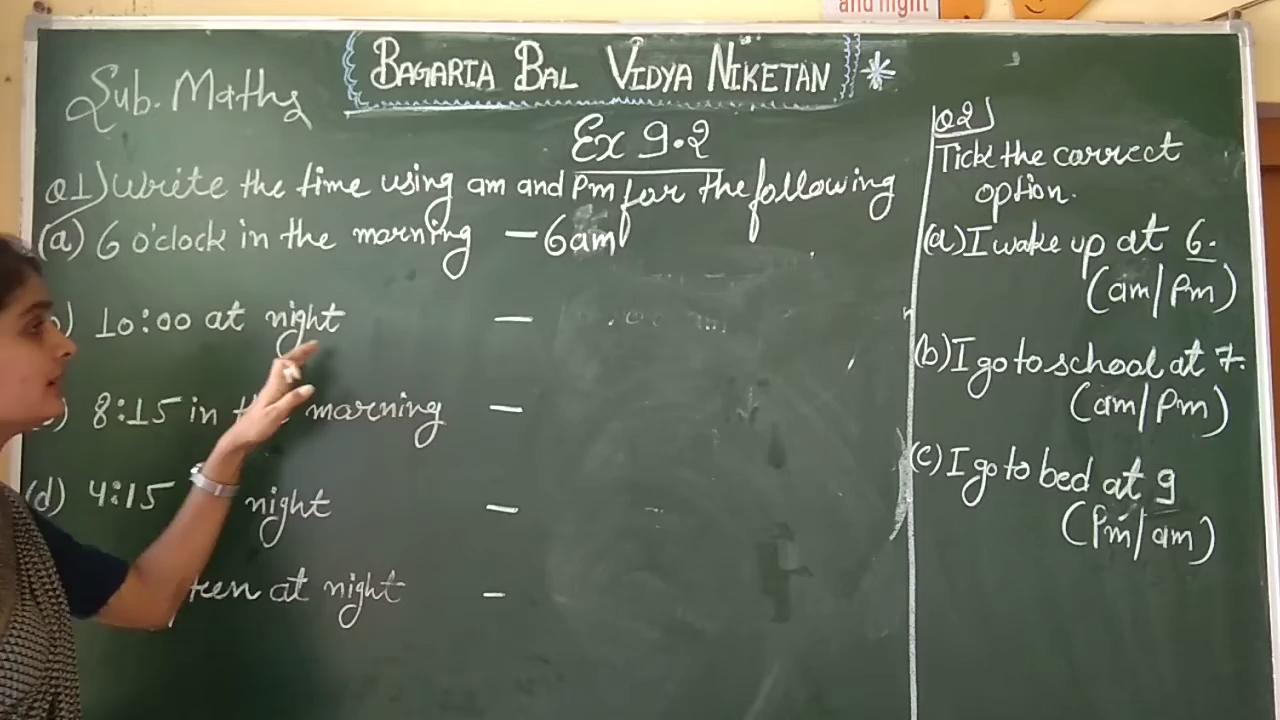 and night
BAGARIA BAL VIDYA NIKETAN
Sub. Maths
Ex 9.2
Q1) Write the time using am and Pm for the following
(a) 6 o'clock in the morning - 6am
10:00 at night -
8:15 in the morning -
(d) 4:15 night -
teen at night -
Q2)
Tick the correct
option.
(a) I wake up at 6.
(am/Pm)
(b) I go to school at 7.
(am/Pm)
(c) I go to bed at 9
(Pm/am)